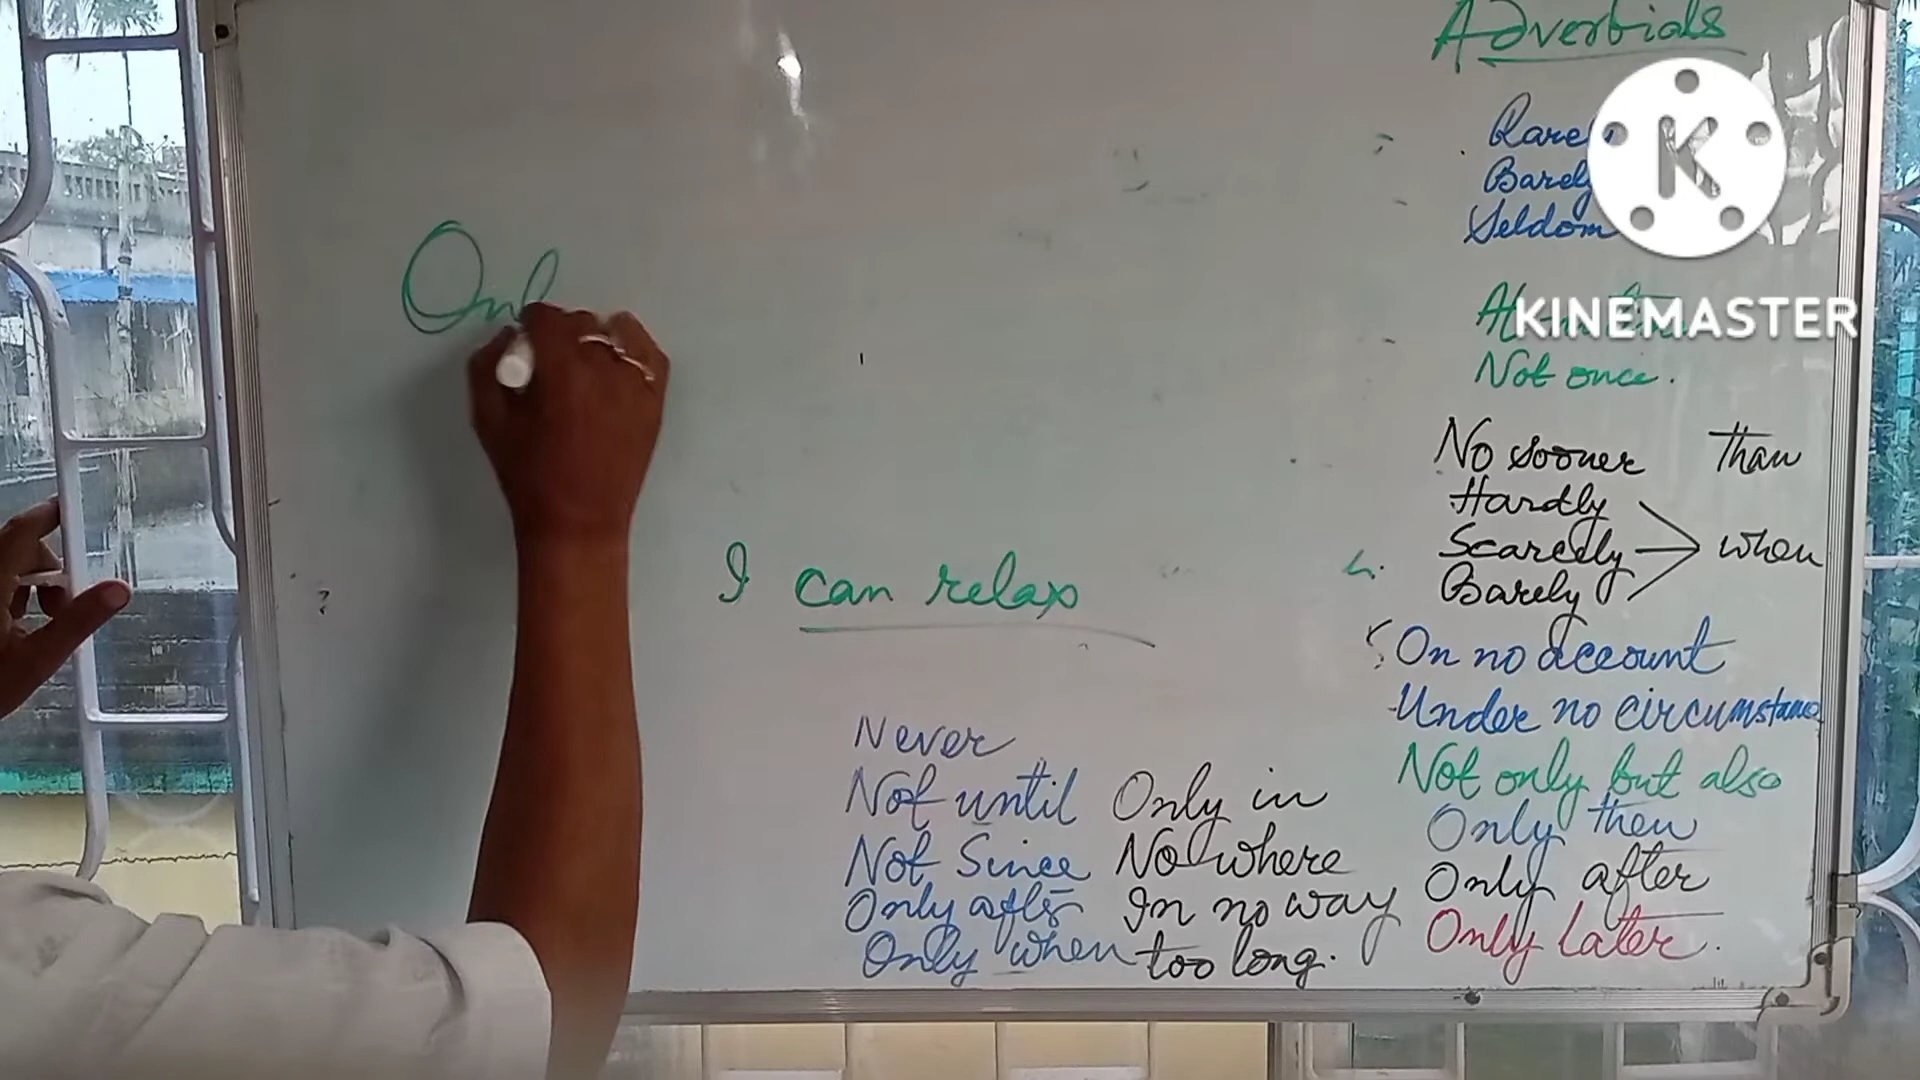 Adverbials
Barely
Seldom
KINEMASTER
Not once.
No sooner than
Hardly
Scarcely when
Barely
On no account
Under no circumstance
Not only but also
Only then
Only after
Only later.
I can relax
Never
Not until Only in
Not Since No where
Only after In no way
Only when too long.